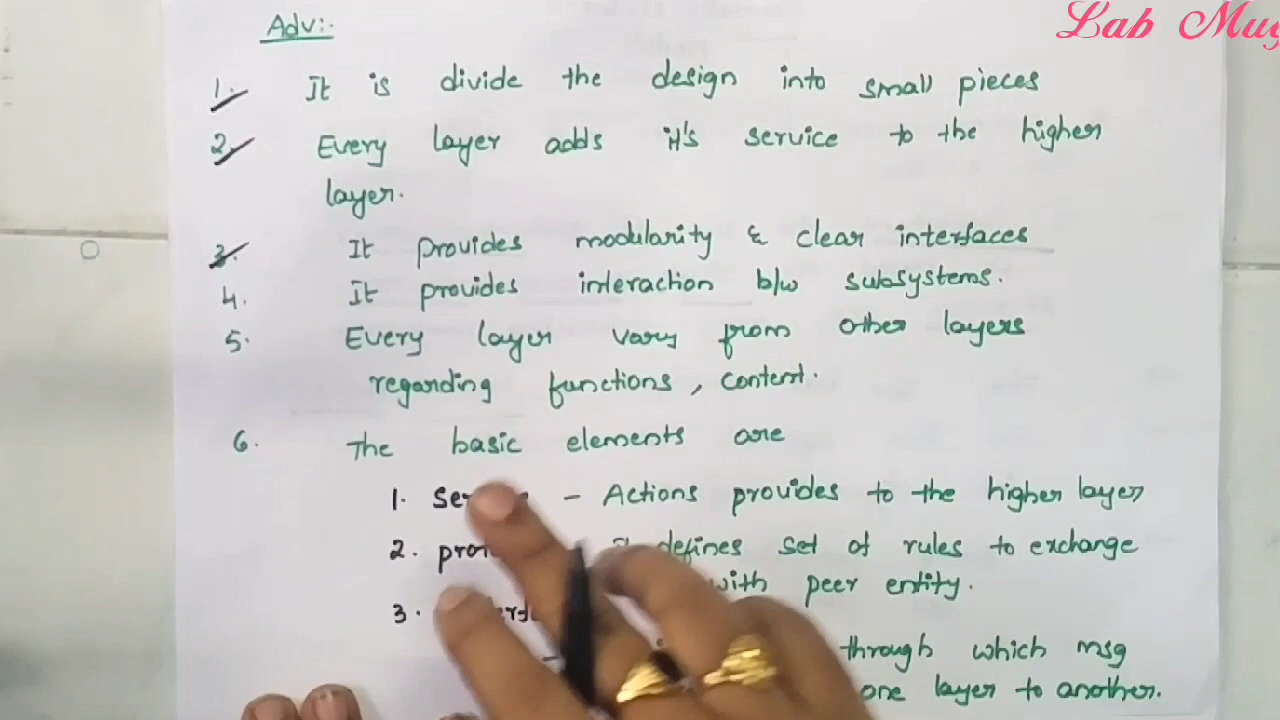 Lab Mug
Adv:-
1. It is divide the design into small pieces
2. Every layer adds it's service to the higher
layer.
3. It provides modularity & clear interfaces
4. It provides interaction b/w subsystems.
5. Every layer vary from other layers
regarding functions, content.
6. The basic elements are
1. - Actions provides to the higher layer
2. defines set of rules to exchange
with peer entity.
3.
- through which msg
one layer to another.